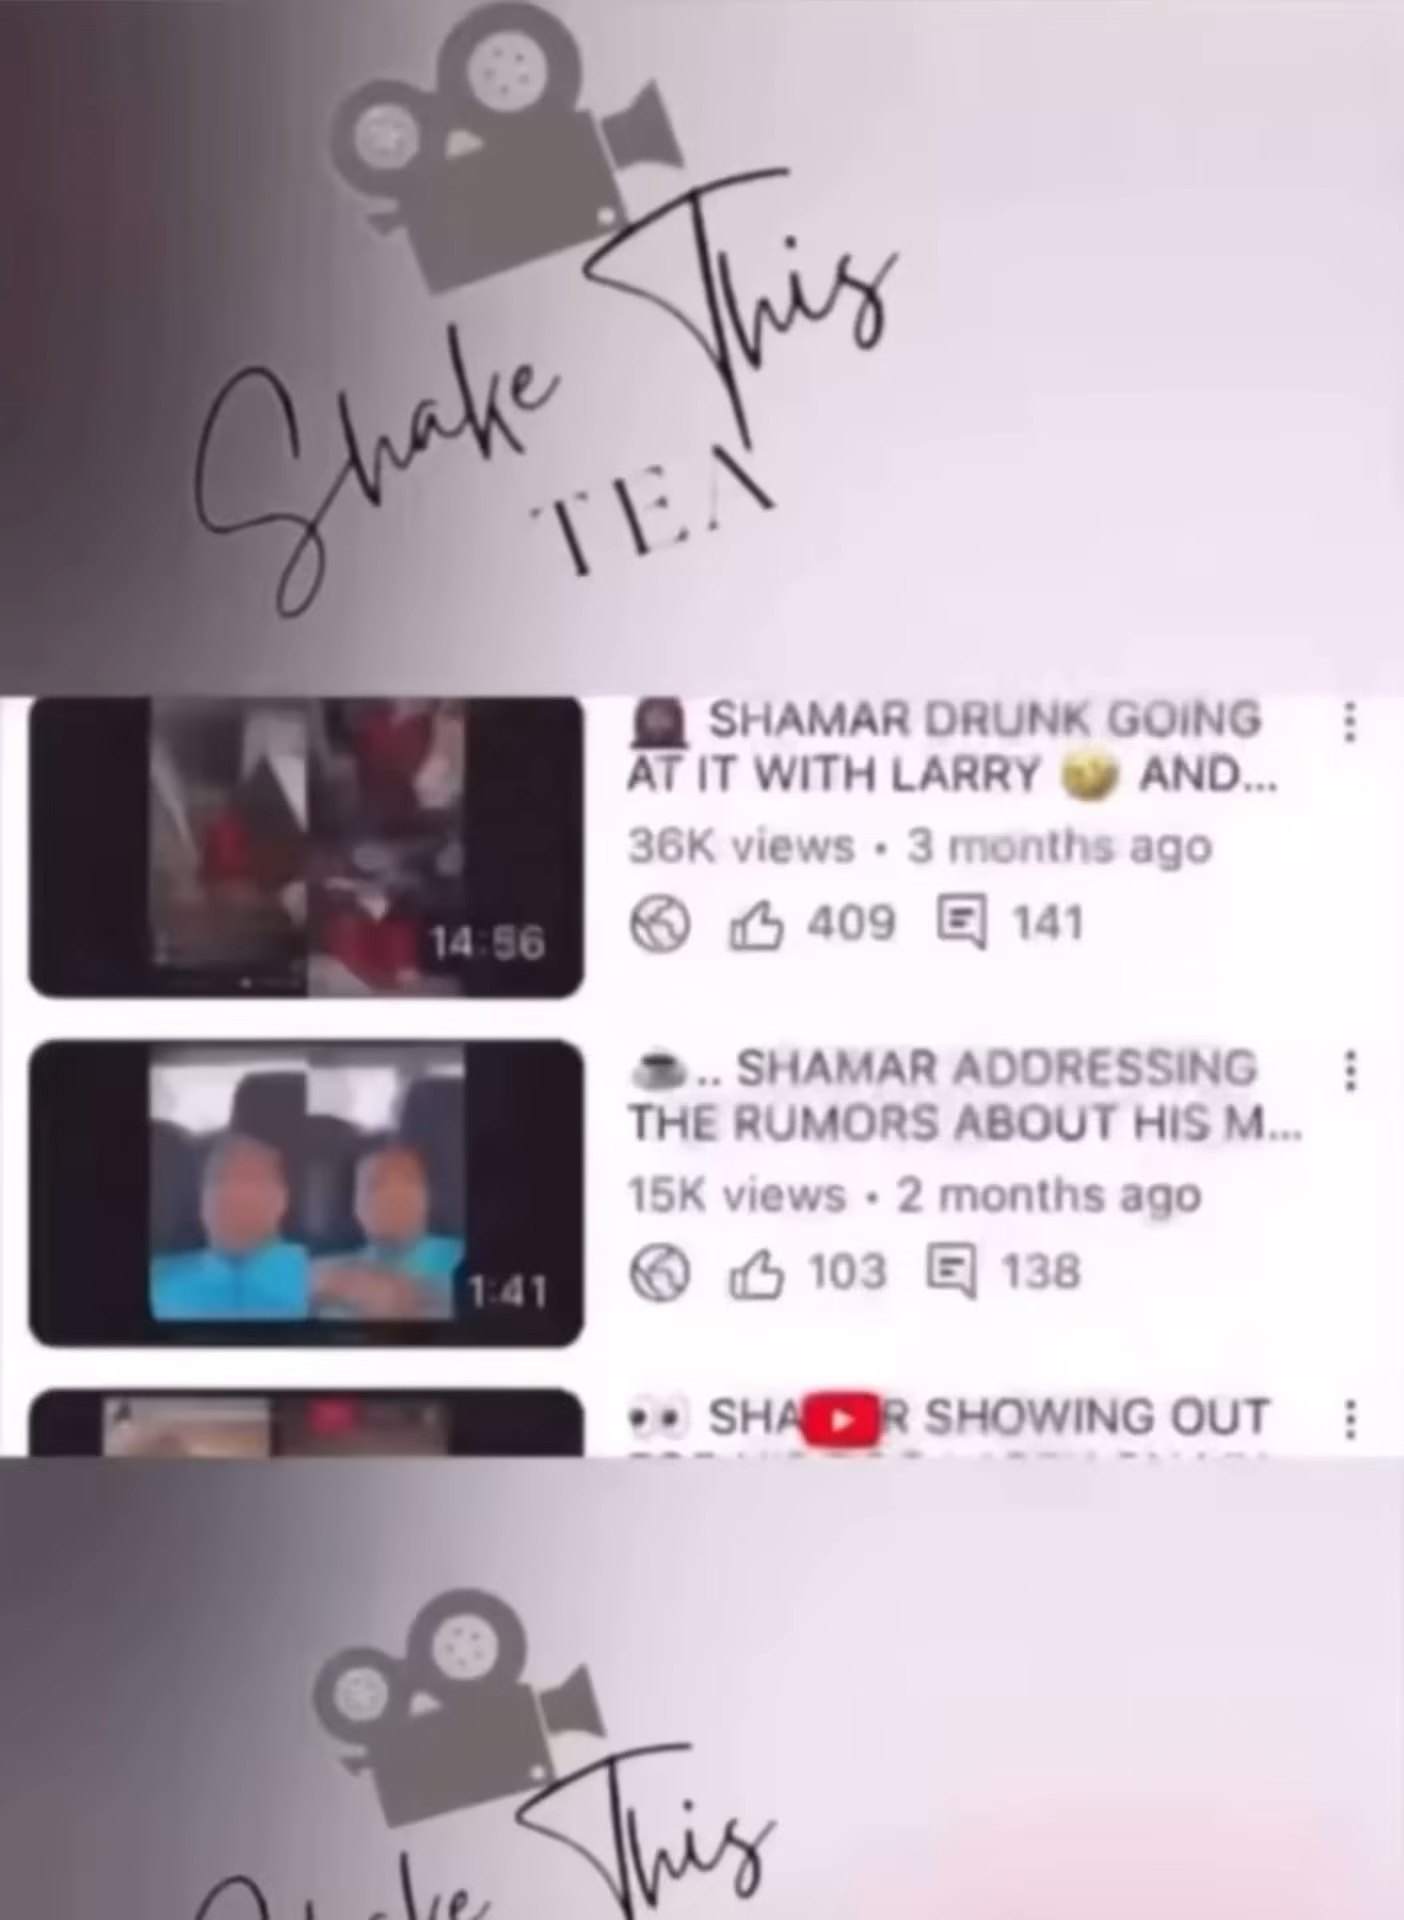 Shake This
TEA
SHAMAR DRUNK GOING
AT IT WITH LARRY 🤣 AND...
36K views • 3 months ago
409 141
14:56
☕.. SHAMAR ADDRESSING
THE RUMORS ABOUT HIS M...
15K views • 2 months ago
103 138
1:41
👀 SHA R SHOWING OUT
Shake This